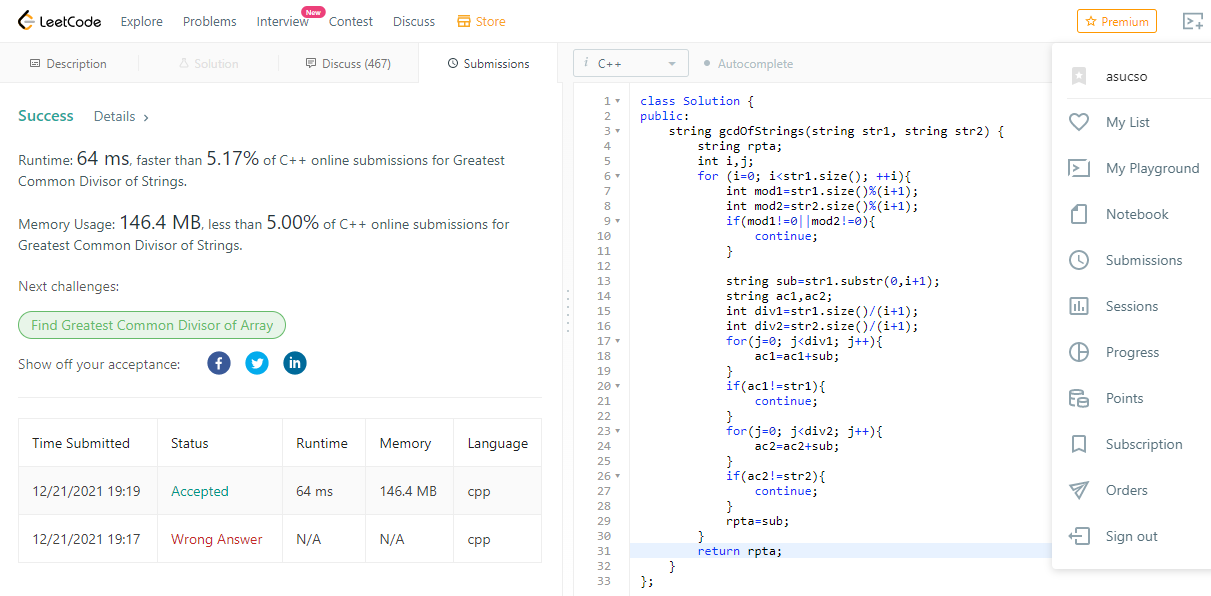 LeetCode Explore Problems Interview New Contest Discuss Store Premium
Description Solution Discuss (467) Submissions
i C++ Autocomplete
Success Details
Runtime: 64 ms, faster than 5.17% of C++ online submissions for Greatest
Common Divisor of Strings.
Memory Usage: 146.4 MB, less than 5.00% of C++ online submissions for
Greatest Common Divisor of Strings.
Next challenges:
Find Greatest Common Divisor of Array
Show off your acceptance:
Time Submitted Status Runtime Memory Language
12/21/2021 19:19 Accepted 64 ms 146.4 MB cpp
12/21/2021 19:17 Wrong Answer N/A N/A cpp
1 class Solution {
2 public:
3 string gcdOfStrings(string str1, string str2) {
4 string rpta;
5 int i,j;
6 for (i=0; i<str1.size(); ++i){
7 int mod1=str1.size()%(i+1);
8 int mod2=str2.size()%(i+1);
9 if(mod1!=0||mod2!=0){
10 continue;
11 }
12
13 string sub=str1.substr(0,i+1);
14 string ac1,ac2;
15 int div1=str1.size()/(i+1);
16 int div2=str2.size()/(i+1);
17 for(j=0; j<div1; j++){
18 ac1=ac1+sub;
19 }
20 if(ac1!=str1){
21 continue;
22 }
23 for(j=0; j<div2; j++){
24 ac2=ac2+sub;
25 }
26 if(ac2!=str2){
27 continue;
28 }
29 rpta=sub;
30 }
31 return rpta;
32 }
33 };
asucso
My List
My Playground
Notebook
Submissions
Sessions
Progress
Points
Subscription
Orders
Sign out